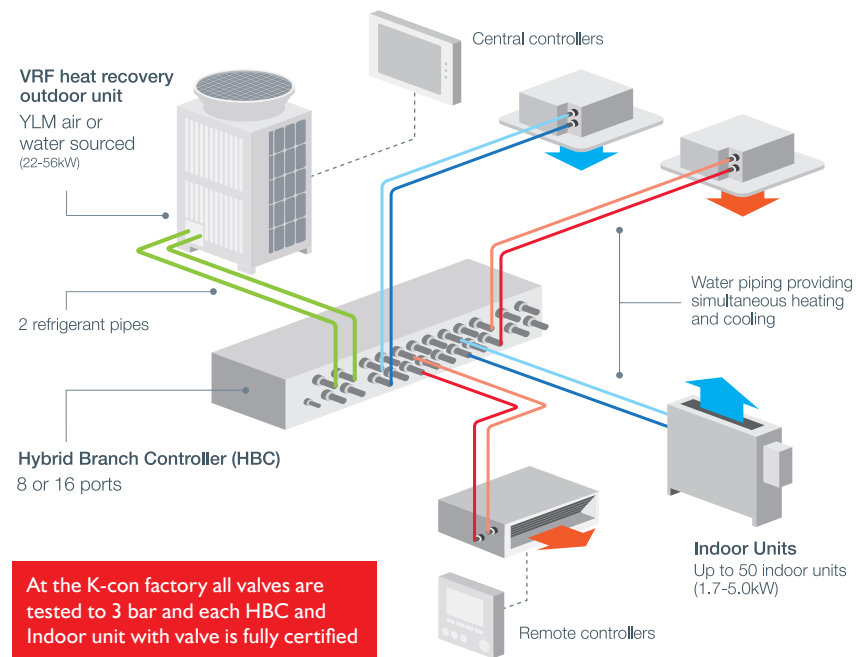 Central controllers
VRF heat recovery
outdoor unit
YLM air or
water sourced
(22-56kW)
2 refrigerant pipes
Water piping providing
simultaneous heating
and cooling
Hybrid Branch Controller (HBC)
8 or 16 ports
Indoor Units
Up to 50 indoor units
(1.7-5.0kW)
At the K-con factory all valves are
tested to 3 bar and each HBC and
Indoor unit with valve is fully certified
Remote controllers